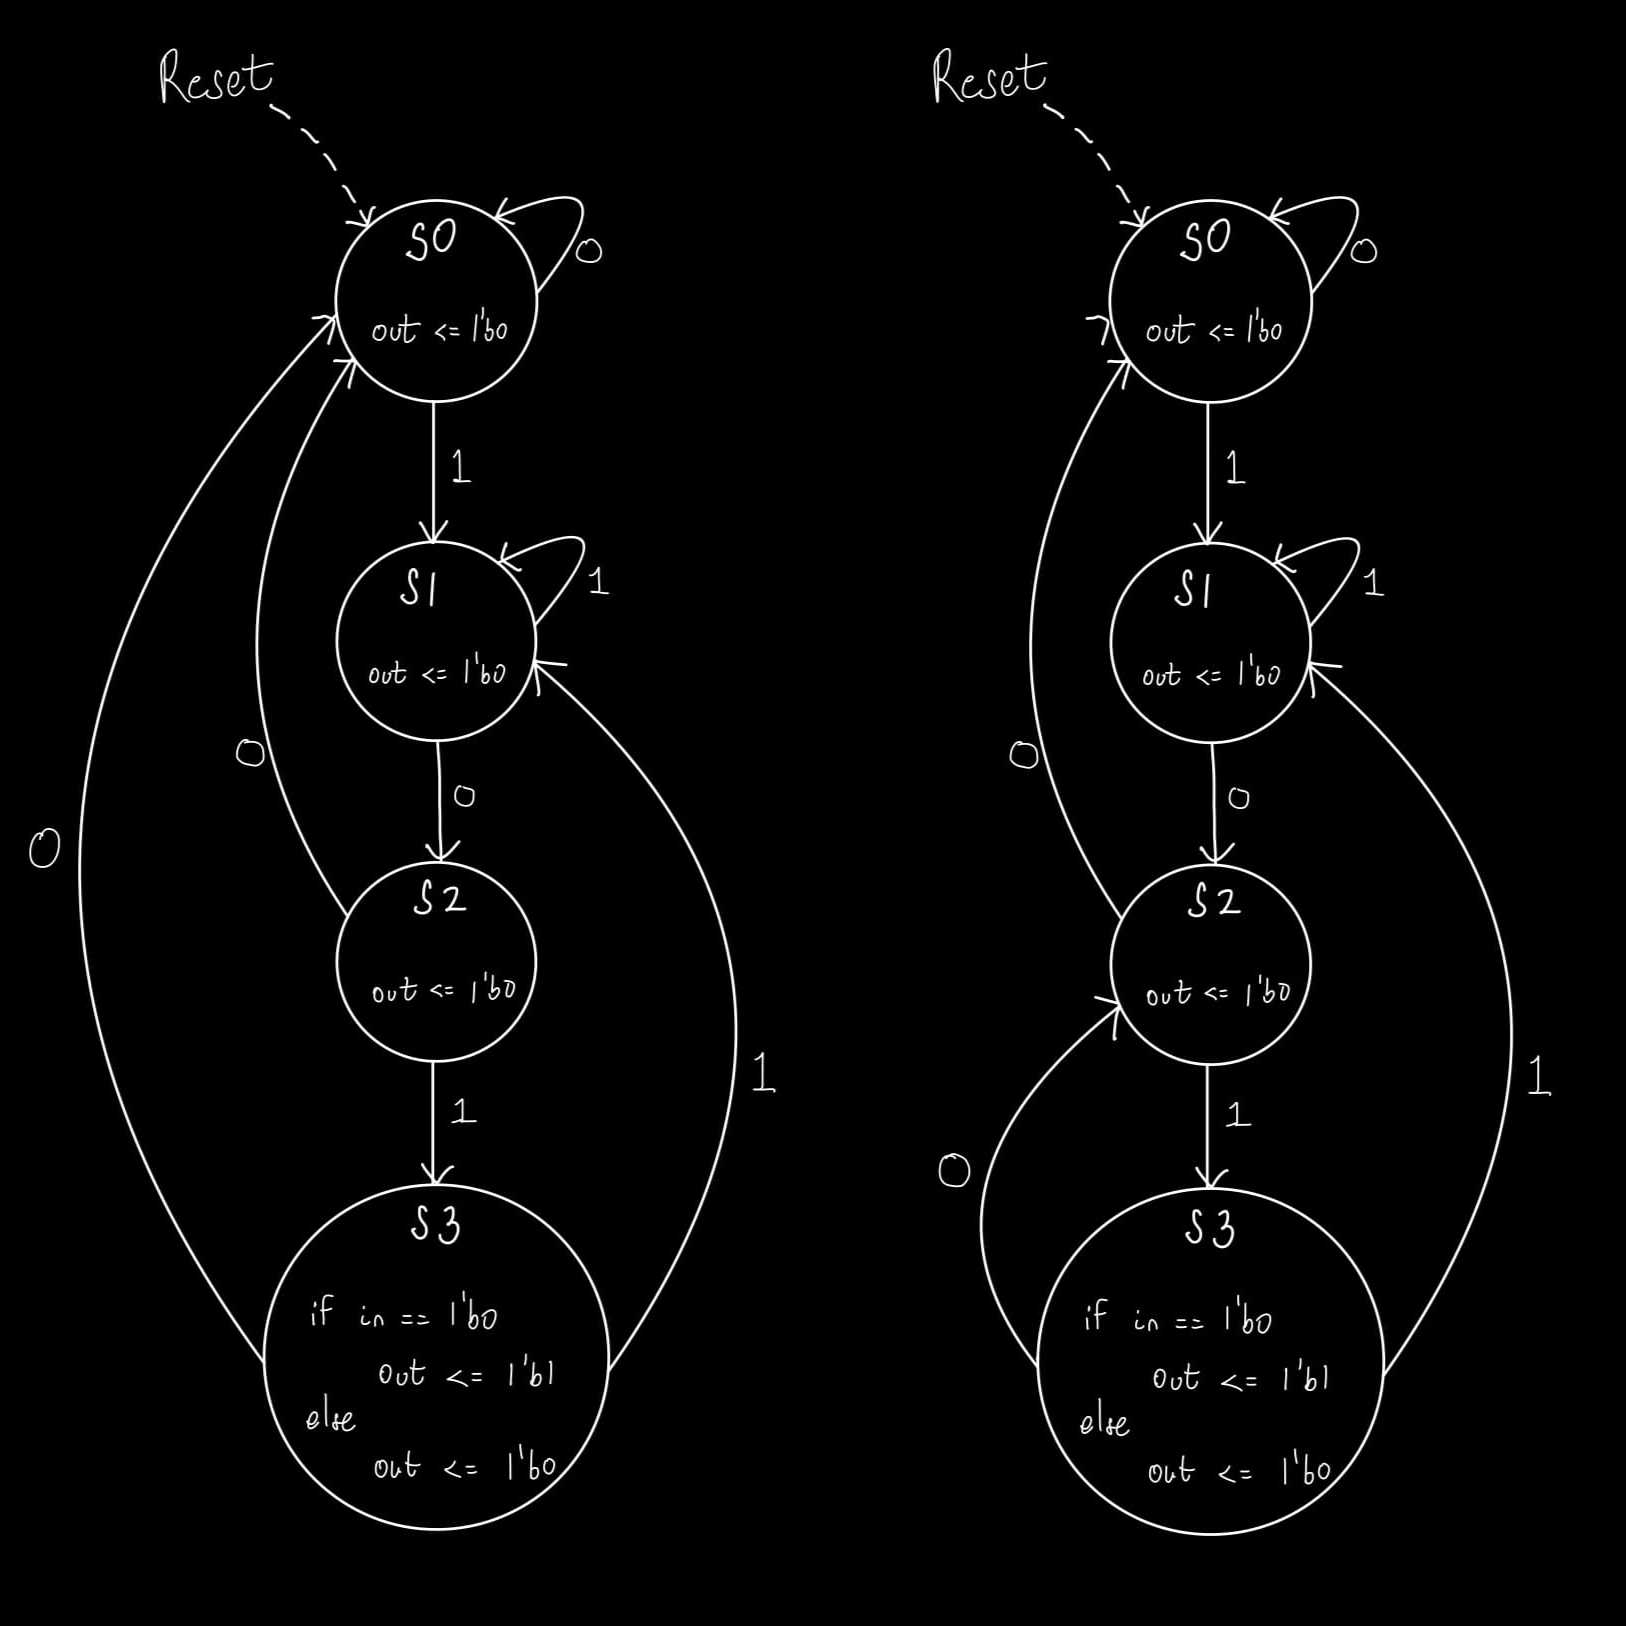 Reset
S0
0
out <= 1'b0
1
S1
1
out <= 1'b0
0
0
0
S2
out <= 1'b0
1
1
S3
if in == 1'b0
out <= 1'b1
else
out <= 1'b0
Reset
S0
0
out <= 1'b0
1
S1
1
out <= 1'b0
0
0
S2
out <= 1'b0
1
1
0
S3
if in == 1'b0
out <= 1'b1
else
out <= 1'b0